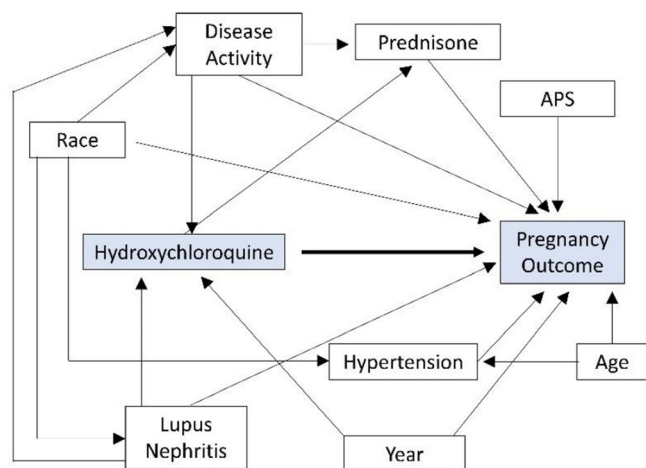 Disease
Activity
Prednisone
APS
Race
Hydroxychloroquine
Pregnancy
Outcome
Hypertension
Age
Lupus
Nephritis
Year